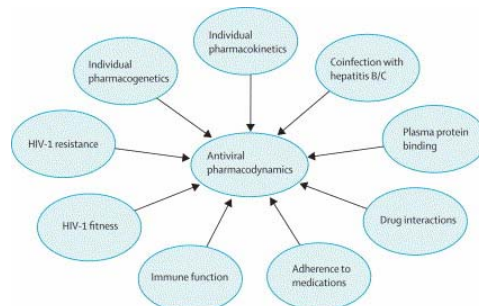 Individual
pharmacokinetics
Individual
pharmacogenetics
Coinfection with
hepatitis B/C
HIV-1 resistance
Antiviral
pharmacodynamics
Plasma protein
binding
HIV-1 fitness
Drug interactions
Immune function
Adherence to
medications